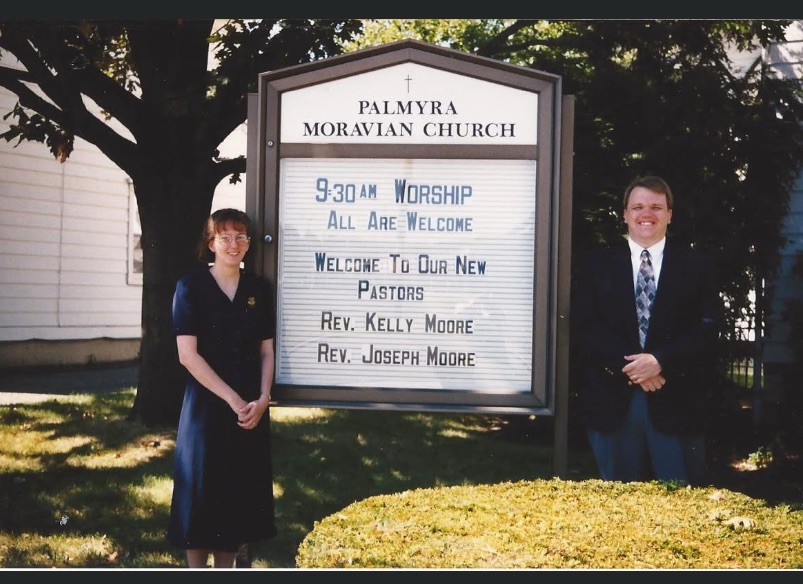 PALMYRA
MORAVIAN CHURCH
9:30 AM WORSHIP
ALL ARE WELCOME
WELCOME TO OUR NEW
PASTORS
REV. KELLY MOORE
REV. JOSEPH MOORE